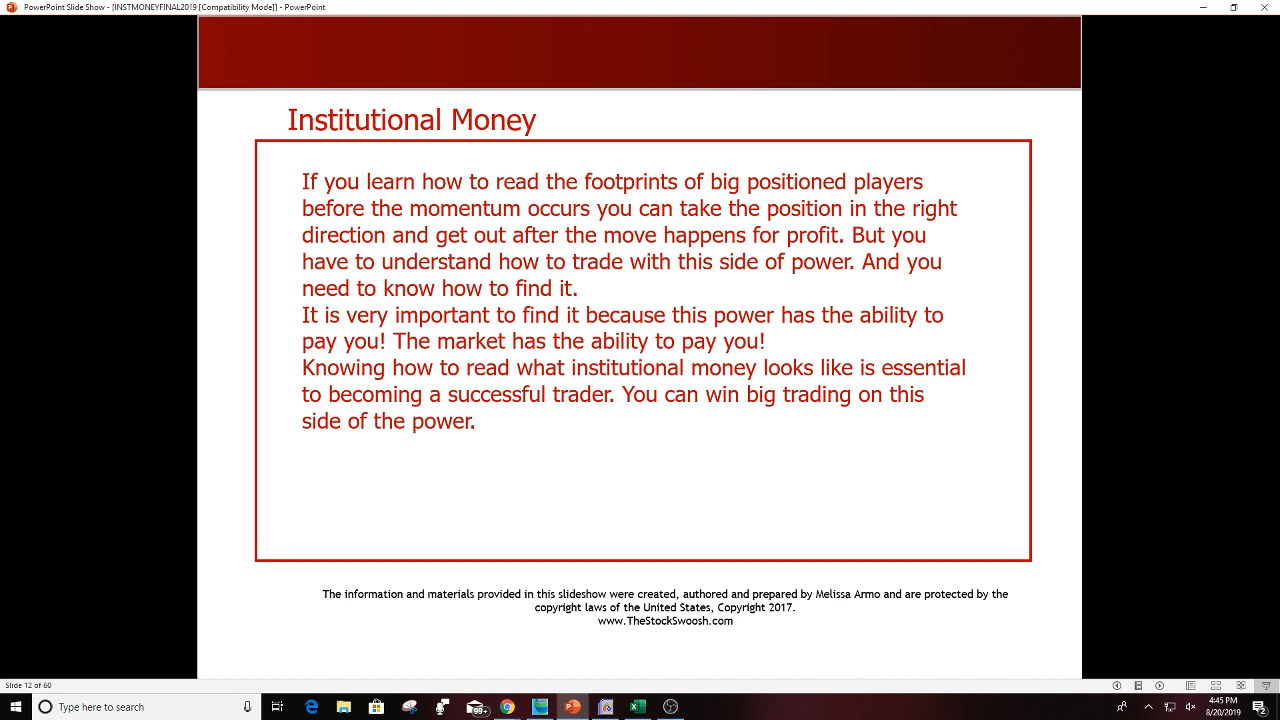 PowerPoint Slide Show - [INSTMONEYFINAL2019 [Compatibility Mode]] - PowerPoint
Institutional Money
If you learn how to read the footprints of big positioned players
before the momentum occurs you can take the position in the right
direction and get out after the move happens for profit. But you
have to understand how to trade with this side of power. And you
need to know how to find it.
It is very important to find it because this power has the ability to
pay you! The market has the ability to pay you!
Knowing how to read what institutional money looks like is essential
to becoming a successful trader. You can win big trading on this
side of the power.
The information and materials provided in this slideshow were created, authored and prepared by Melissa Armo and are protected by the
copyright laws of the United States, Copyright 2017.
www.TheStockSwoosh.com
Slide 12 of 60
Type here to search
99+
4:45 PM
8/20/2019
2